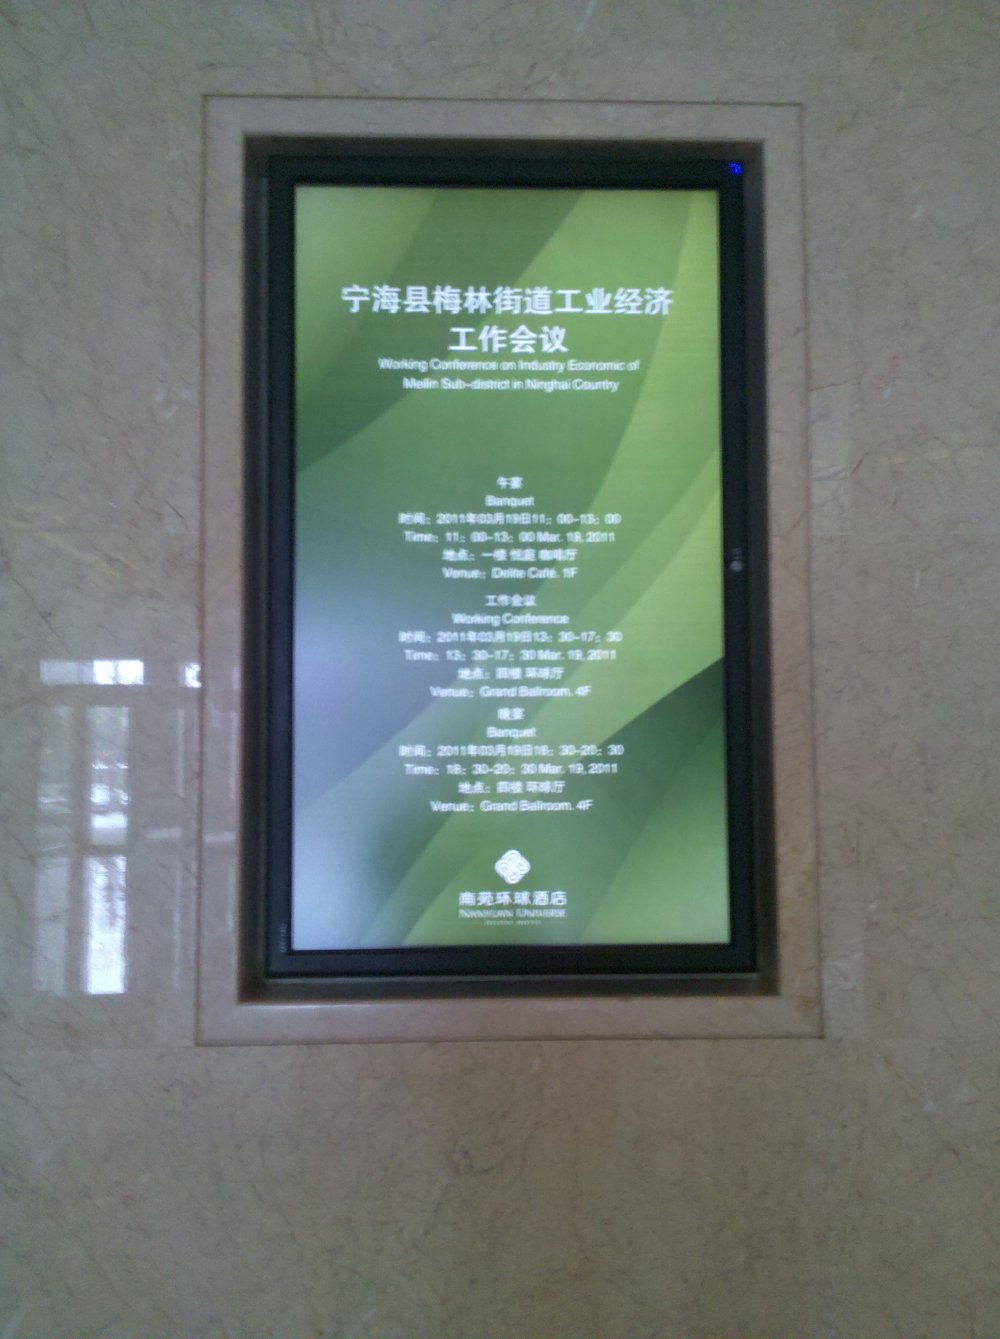 宁海县梅林街道工业经济
工作会议
Working Conference on Industry Economic of
Meilin Sub-district in Ninghai Country
午宴
Banquet
时间：2011年03月19日11：00-13：00
Time：11：00-13：00 Mar. 19, 2011
地点：一楼 悦庭 咖啡厅
Venue：Delite Café. 1F
工作会议
Working Conference
时间：2011年03月19日13：30-17：30
Time：13：30-17：30 Mar. 19, 2011
地点：四楼 环球厅
Venue：Grand Ballroom. 4F
晚宴
Banquet
时间：2011年03月19日18：30-20：30
Time：18：30-20：30 Mar. 19, 2011
地点：四楼 环球厅
Venue：Grand Ballroom. 4F
南苑环球酒店
NANYUAN UNIVERSE